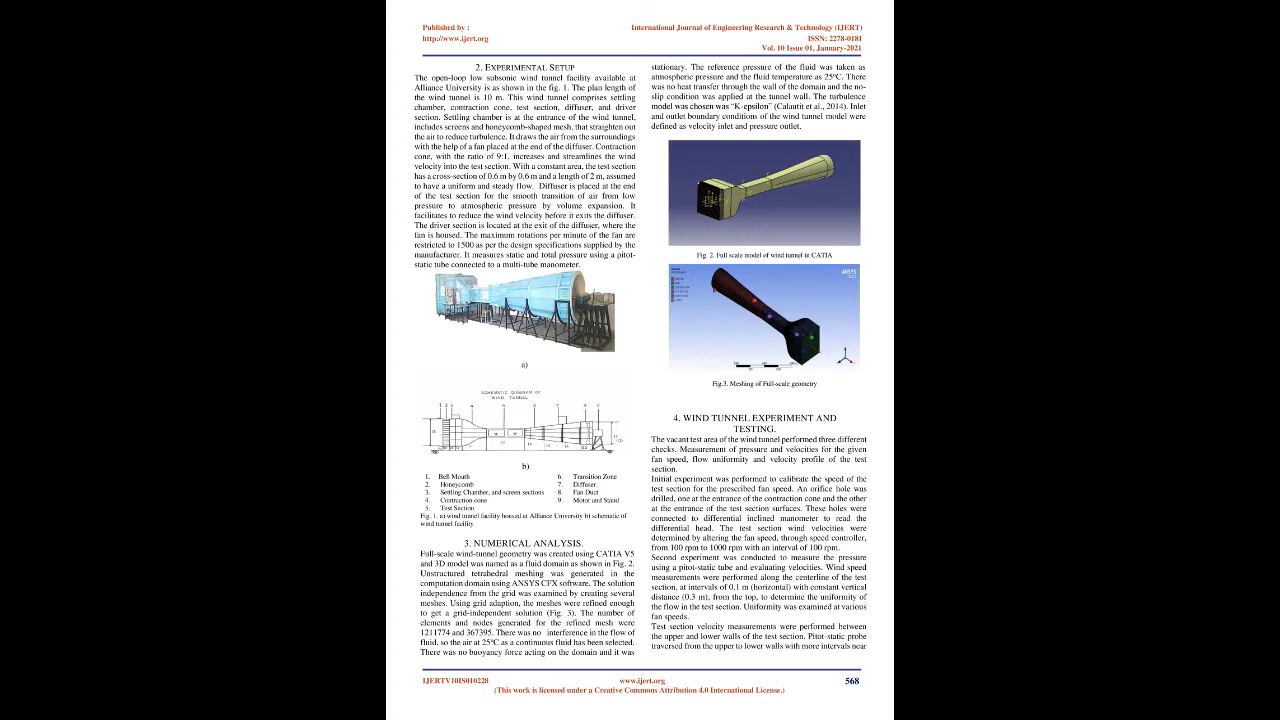 Published by :
http://www.ijert.org
International Journal of Engineering Research & Technology (IJERT)
ISSN: 2278-0181
Vol. 10 Issue 01, January-2021
2. EXPERIMENTAL SETUP
The open-loop low subsonic wind tunnel facility available at
Alliance University is as shown in the fig. 1. The plan length of
the wind tunnel is 10 m. This wind tunnel comprises settling
chamber, contraction cone, test section, diffuser, and driver
section. Settling chamber is at the entrance of the wind tunnel,
includes screens and honeycomb-shaped mesh, that straighten out
the air to reduce turbulence. It draws the air from the surroundings
with the help of a fan placed at the end of the diffuser. Contraction
cone, with the ratio of 9:1, increases and streamlines the wind
velocity into the test section. With a constant area, the test section
has a cross-section of 0.6 m by 0.6 m and a length of 2 m, assumed
to have a uniform and steady flow. Diffuser is placed at the end
of the test section for the smooth transition of air from low
pressure to atmospheric pressure by volume expansion. It
facilitates to reduce the wind velocity before it exits the diffuser.
The driver section is located at the exit of the diffuser, where the
fan is housed. The maximum rotations per minute of the fan are
restricted to 1500 as per the design specifications supplied by the
manufacturer. It measures static and total pressure using a pitot-
static tube connected to a multi-tube manometer.
a)
SCHEMATIC DIAGRAM OF
WIND TUNNEL
b)
1. Bell Mouth
2. Honeycomb
3. Settling Chamber, and screen sections
4. Contraction cone
5. Test Section
6. Transition Zone
7. Diffuser
8. Fan Duct
9. Motor and Stand
Fig. 1. a) wind tunnel facility housed at Alliance University b) schematic of
wind tunnel facility
3. NUMERICAL ANALYSIS.
Full-scale wind-tunnel geometry was created using CATIA V5
and 3D model was named as a fluid domain as shown in Fig. 2.
Unstructured tetrahedral meshing was generated in the
computation domain using ANSYS CFX software. The solution
independence from the grid was examined by creating several
meshes. Using grid adaption, the meshes were refined enough
to get a grid-independent solution (Fig. 3). The number of
elements and nodes generated for the refined mesh were
1211774 and 367395. There was no interference in the flow of
fluid, so the air at 25°C as a continuous fluid has been selected.
There was no buoyancy force acting on the domain and it was
stationary. The reference pressure of the fluid was taken as
atmospheric pressure and the fluid temperature as 25°C. There
was no heat transfer through the wall of the domain and the no-
slip condition was applied at the tunnel wall. The turbulence
model was chosen was “K-epsilon” (Calautit et al., 2014). Inlet
and outlet boundary conditions of the wind tunnel model were
defined as velocity inlet and pressure outlet.
Fig. 2. Full scale model of wind tunnel in CATIA
ANSYS
Fig.3. Meshing of Full-scale geometry
4. WIND TUNNEL EXPERIMENT AND
TESTING.
The vacant test area of the wind tunnel performed three different
checks. Measurement of pressure and velocities for the given
fan speed, flow uniformity and velocity profile of the test
section.
Initial experiment was performed to calibrate the speed of the
test section for the prescribed fan speed. An orifice hole was
drilled, one at the entrance of the contraction cone and the other
at the entrance of the test section surfaces. These holes were
connected to differential inclined manometer to read the
differential head. The test section wind velocities were
determined by altering the fan speed, through speed controller,
from 100 rpm to 1000 rpm with an interval of 100 rpm.
Second experiment was conducted to measure the pressure
using a pitot-static tube and evaluating velocities. Wind speed
measurements were performed along the centerline of the test
section, at intervals of 0.1 m (horizontal) with constant vertical
distance (0.3 m), from the top, to determine the uniformity of
the flow in the test section. Uniformity was examined at various
fan speeds.
Test section velocity measurements were performed between
the upper and lower walls of the test section. Pitot-static probe
traversed from the upper to lower walls with more intervals near
IJERTV10IS010228
www.ijert.org
568
(This work is licensed under a Creative Commons Attribution 4.0 International License.)